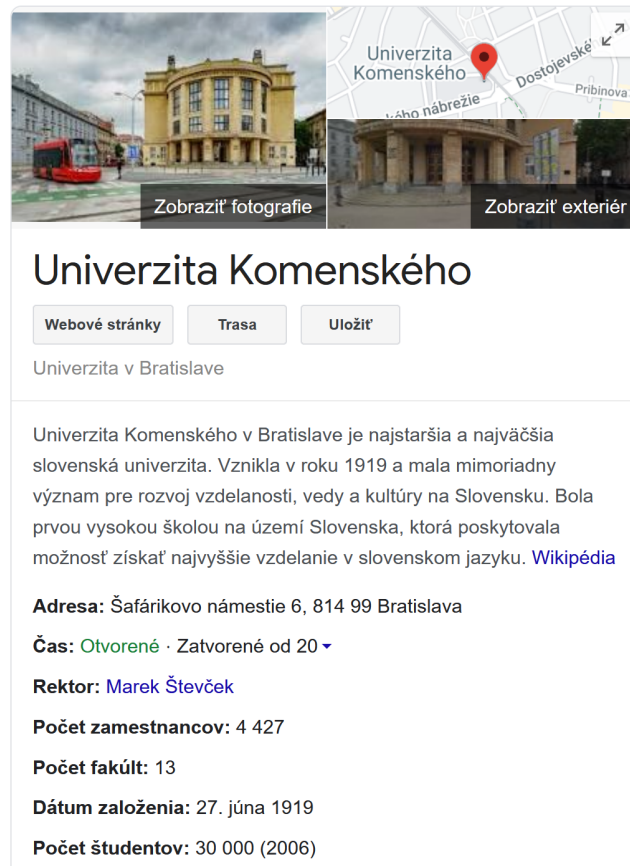 Univerzita
Komenského
Dostojevské
Pribinova
kého nábrežie
Zobraziť fotografie
Zobraziť exteriér
Univerzita Komenského
Webové stránky
Trasa
Uložiť
Univerzita v Bratislave
Univerzita Komenského v Bratislave je najstaršia a najväčšia
slovenská univerzita. Vznikla v roku 1919 a mala mimoriadny
význam pre rozvoj vzdelanosti, vedy a kultúry na Slovensku. Bola
prvou vysokou školou na území Slovenska, ktorá poskytovala
možnosť získať najvyššie vzdelanie v slovenskom jazyku. Wikipédia
Adresa: Šafárikovo námestie 6, 814 99 Bratislava
Čas: Otvorené · Zatvorené od 20
Rektor: Marek Števček
Počet zamestnancov: 4 427
Počet fakúlt: 13
Dátum založenia: 27. júna 1919
Počet študentov: 30 000 (2006)